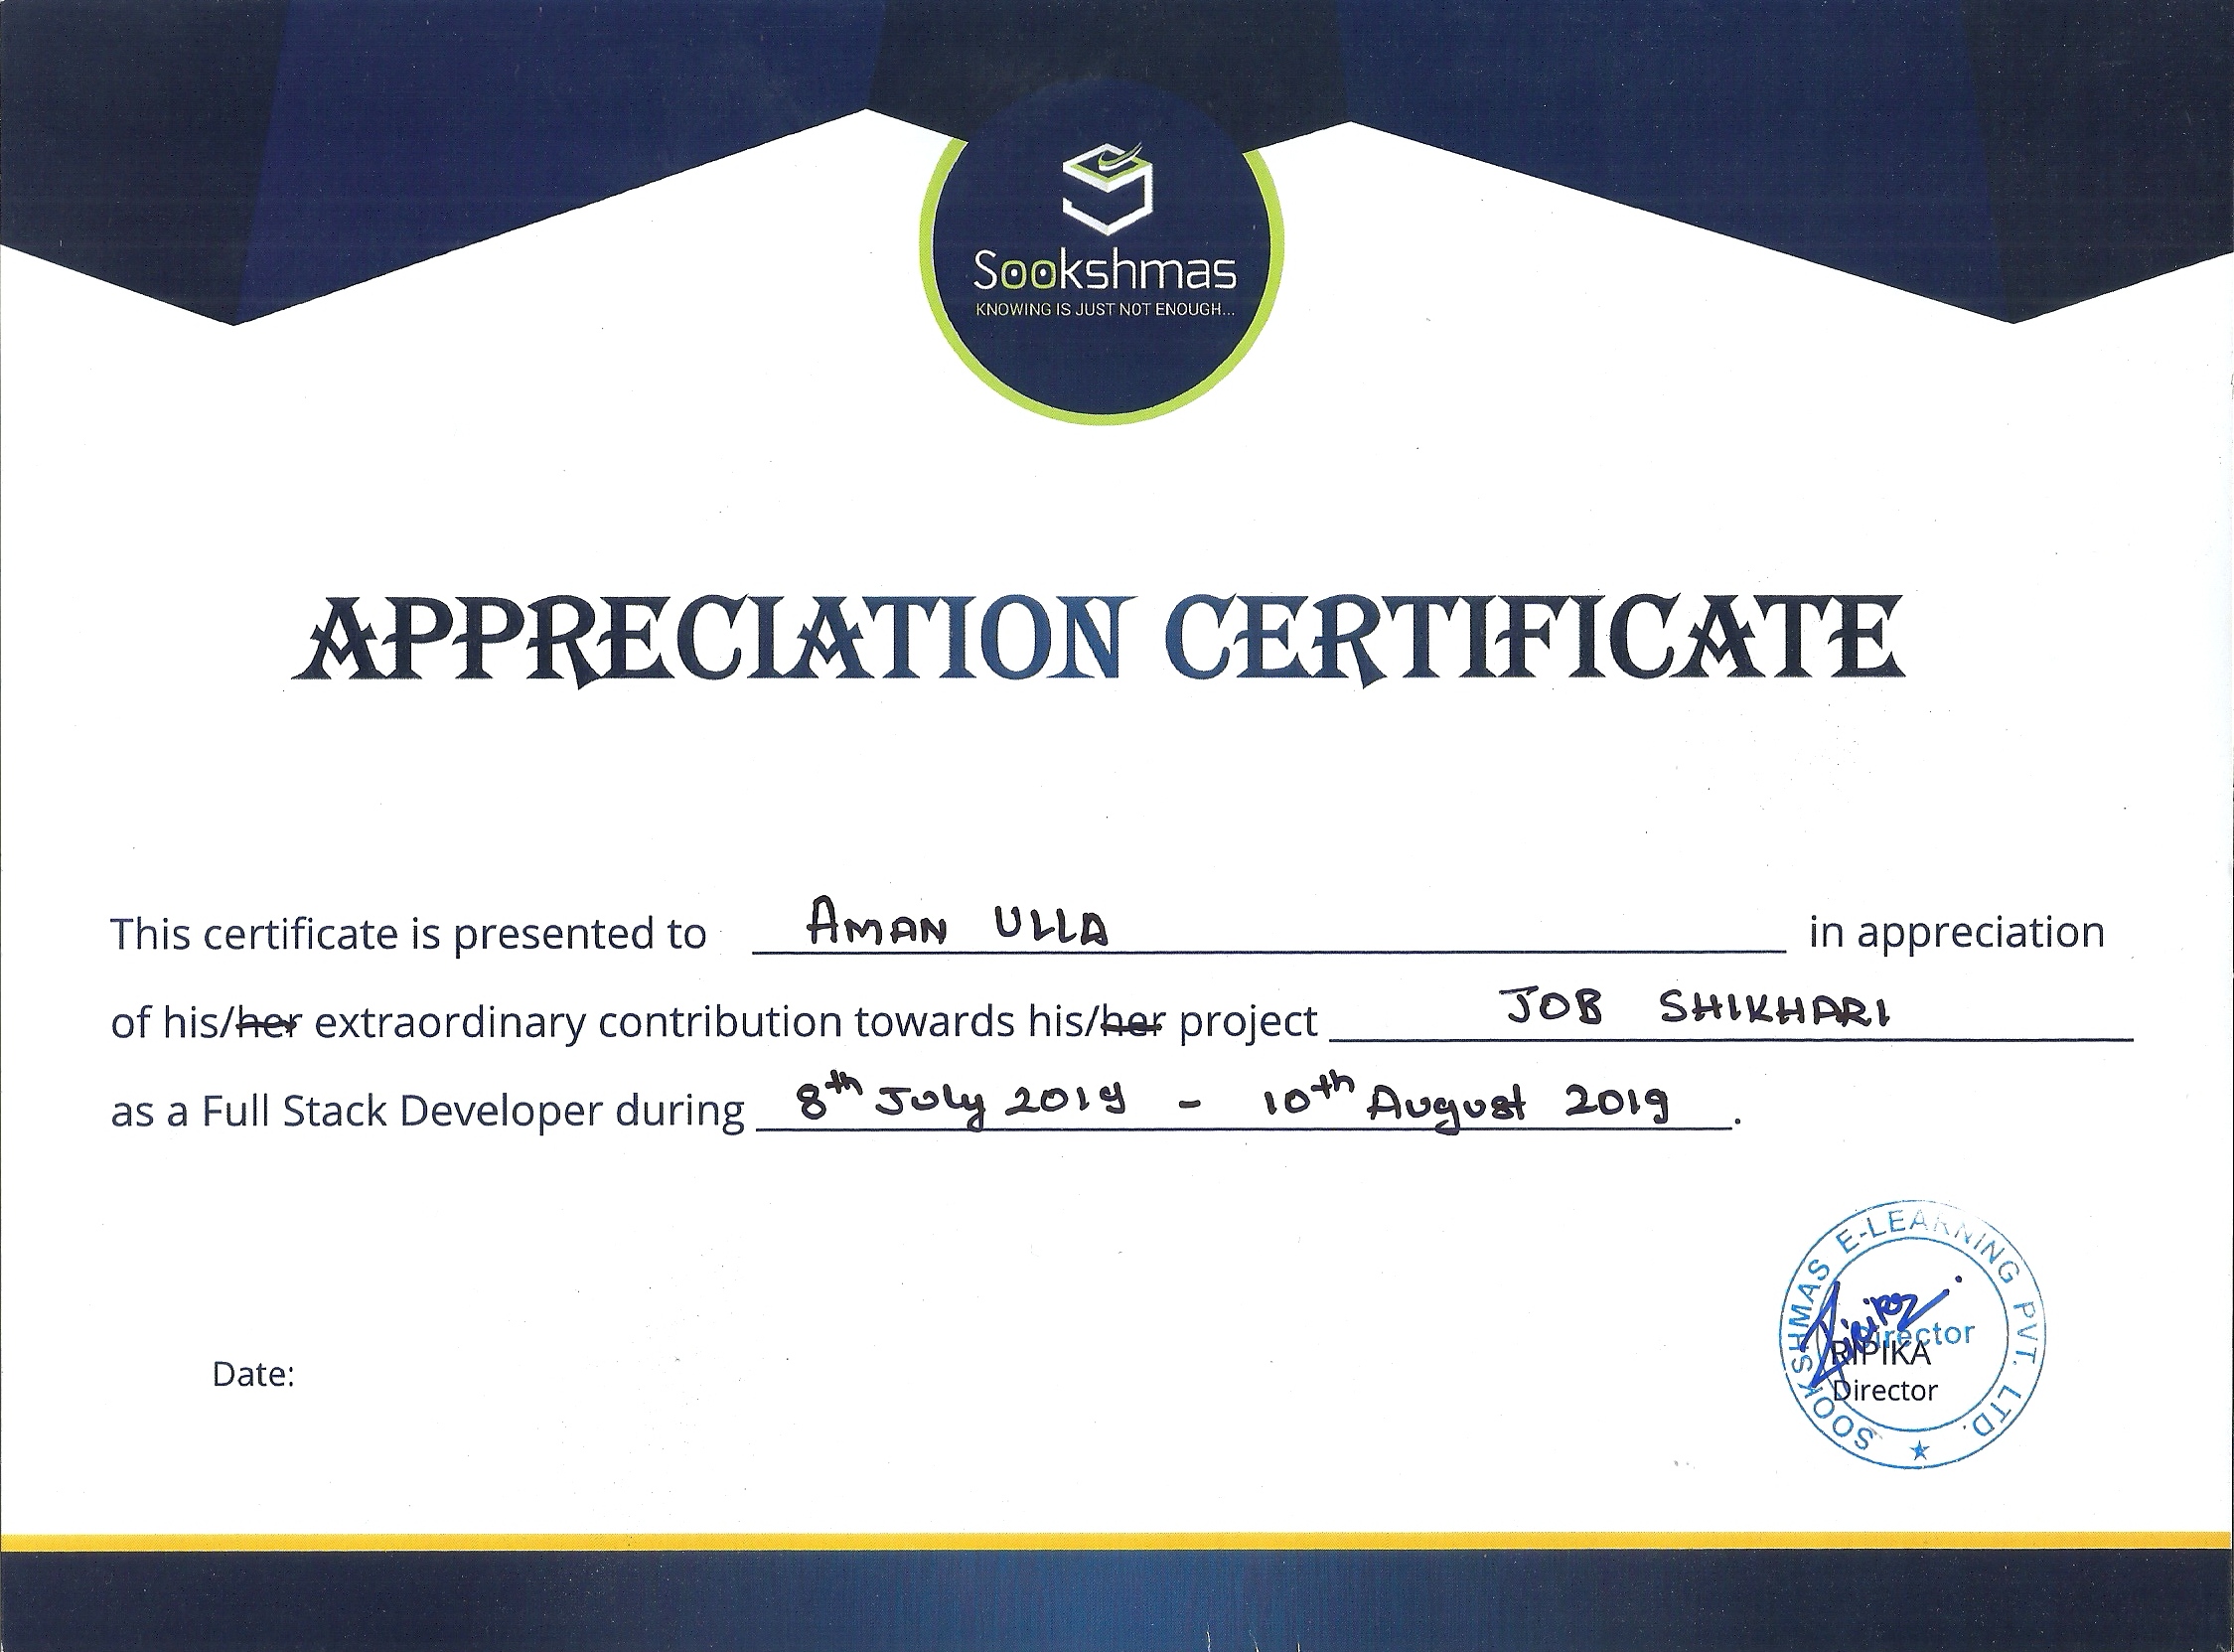 Sookshmas
KNOWING IS JUST NOT ENOUGH...
APPRECIATION CERTIFICATE
This certificate is presented to AMAN ULLA in appreciation
of his/her extraordinary contribution towards his/her project JOB SHIKHARI
as a Full Stack Developer during 8th July 2019 - 10th August 2019.
SOOKSHMAS E-LEARNING PVT. LTD.
Director
RIPIKA
Director
Date: